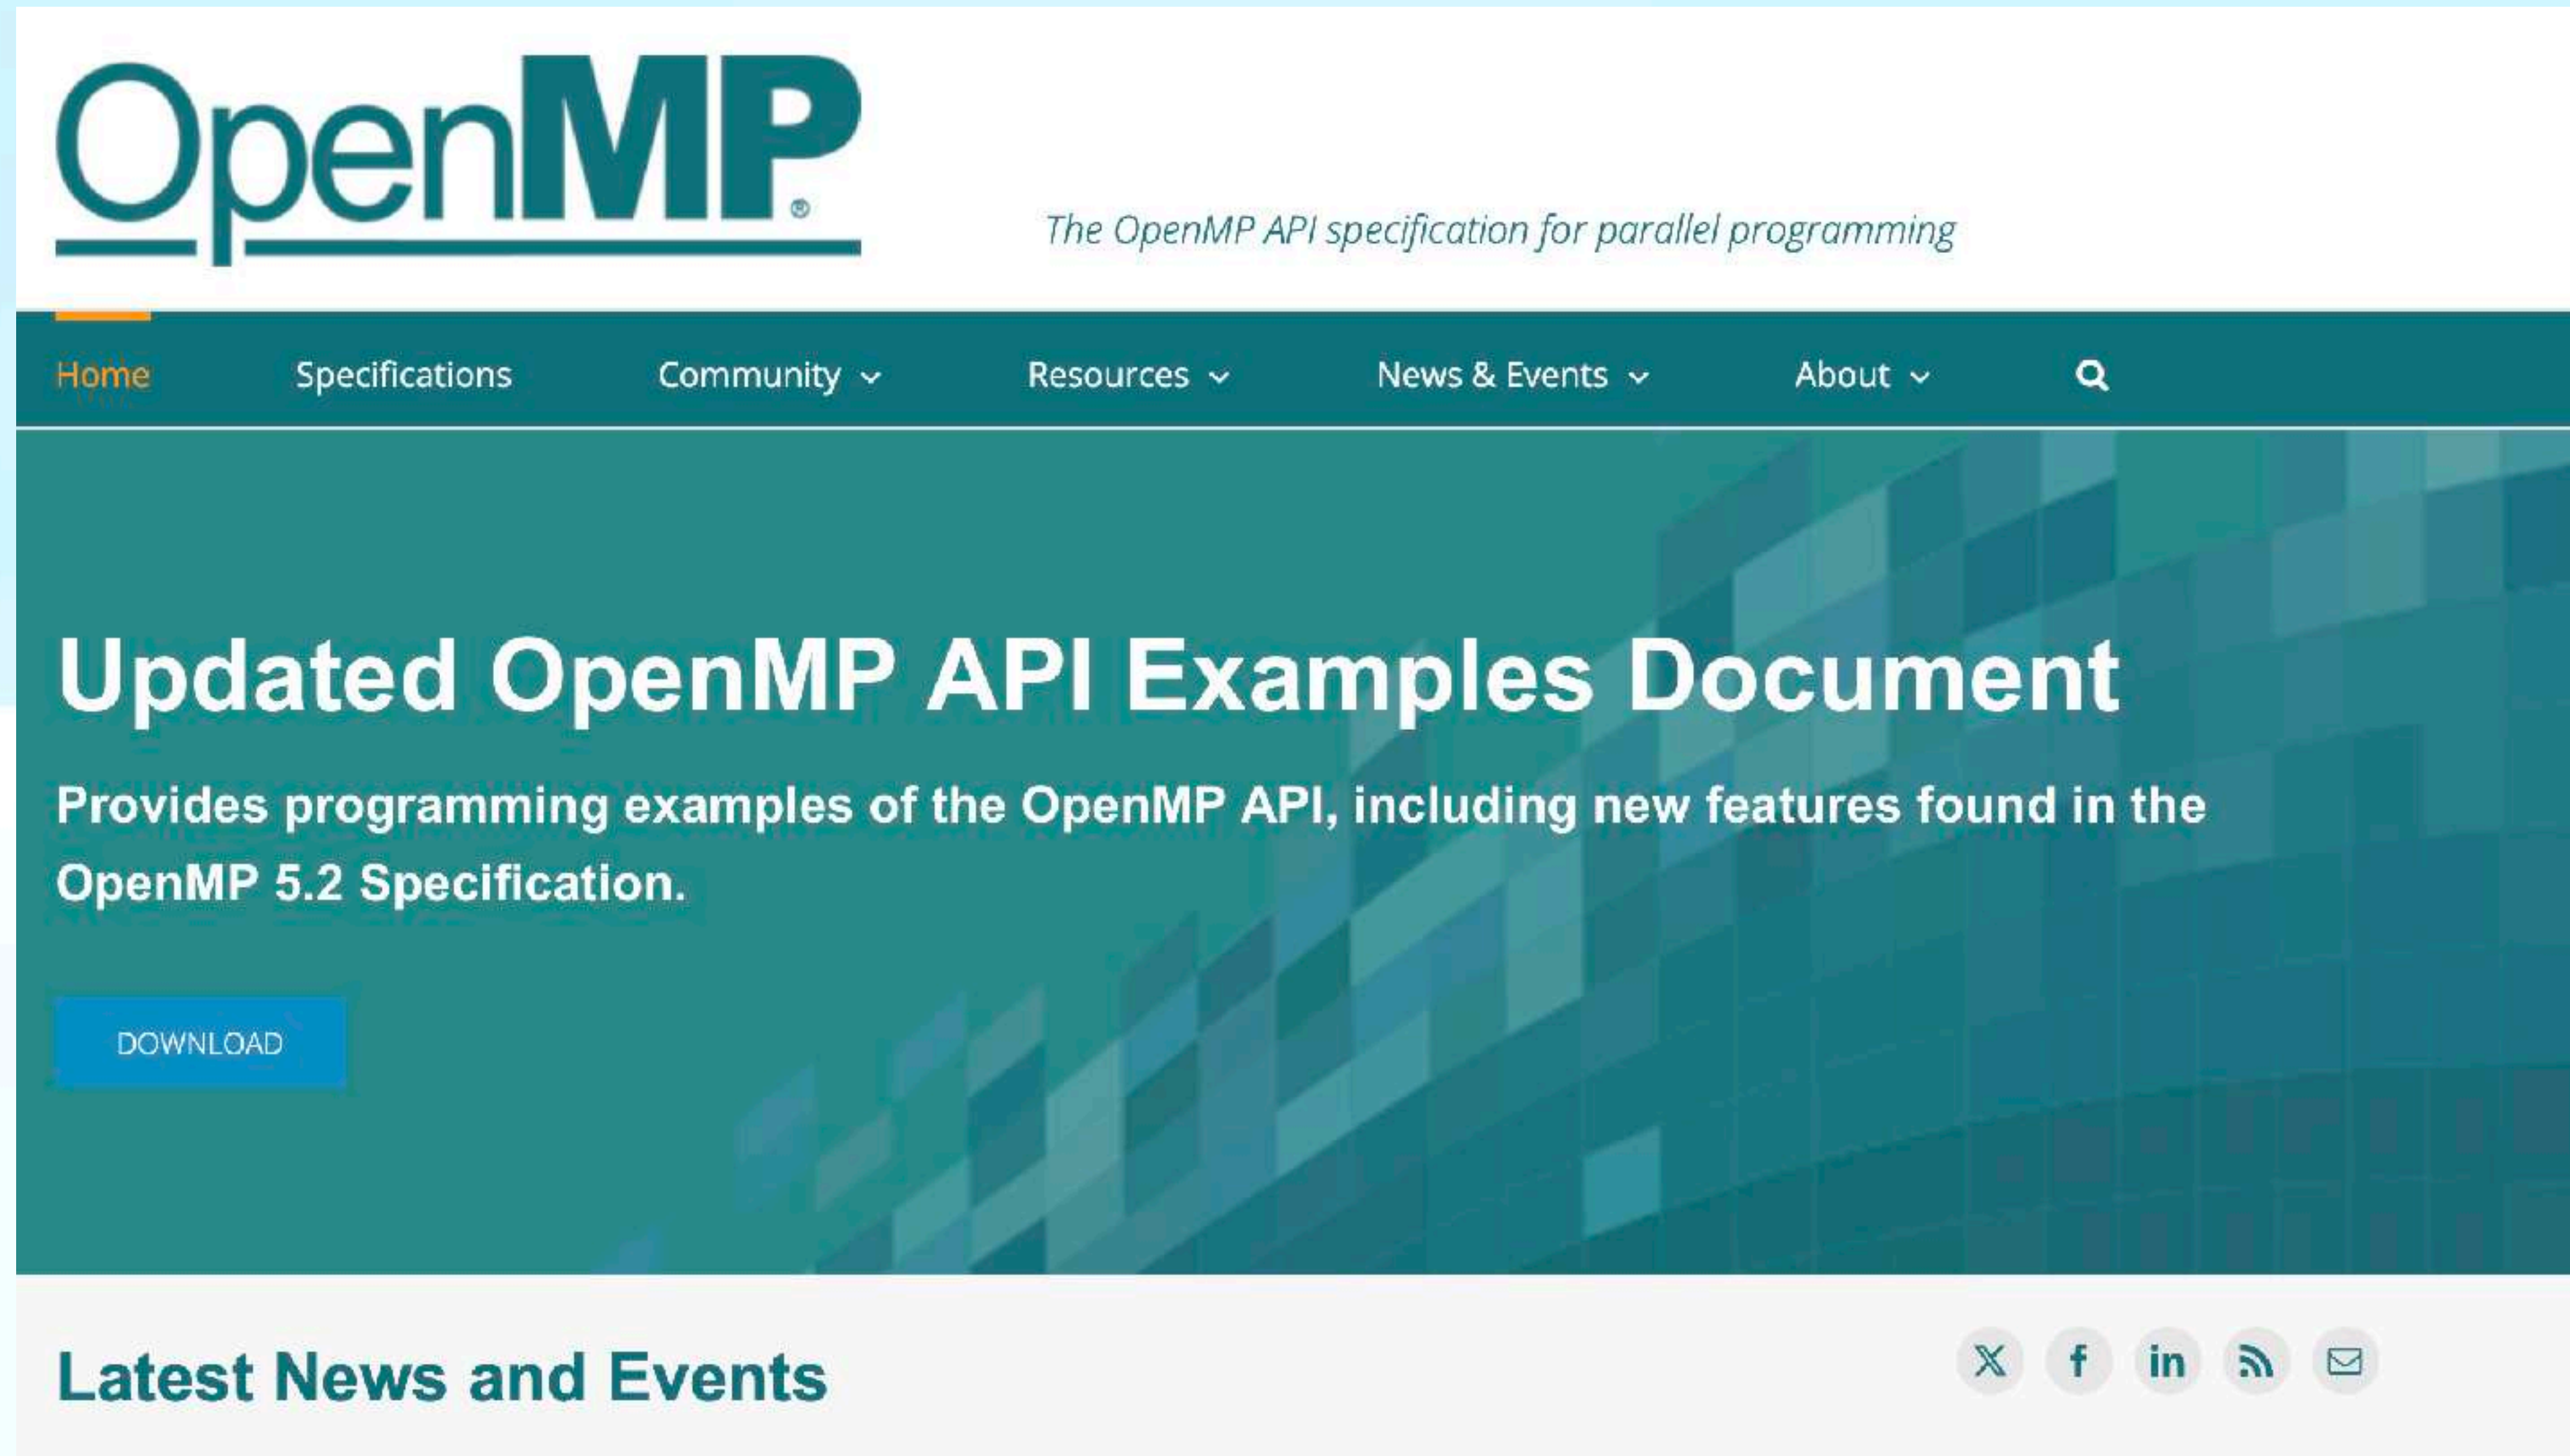 OpenMP®
The OpenMP API specification for parallel programming
Home Specifications Community Resources News & Events About
Updated OpenMP API Examples Document
Provides programming examples of the OpenMP API, including new features found in the
OpenMP 5.2 Specification.
DOWNLOAD
Latest News and Events